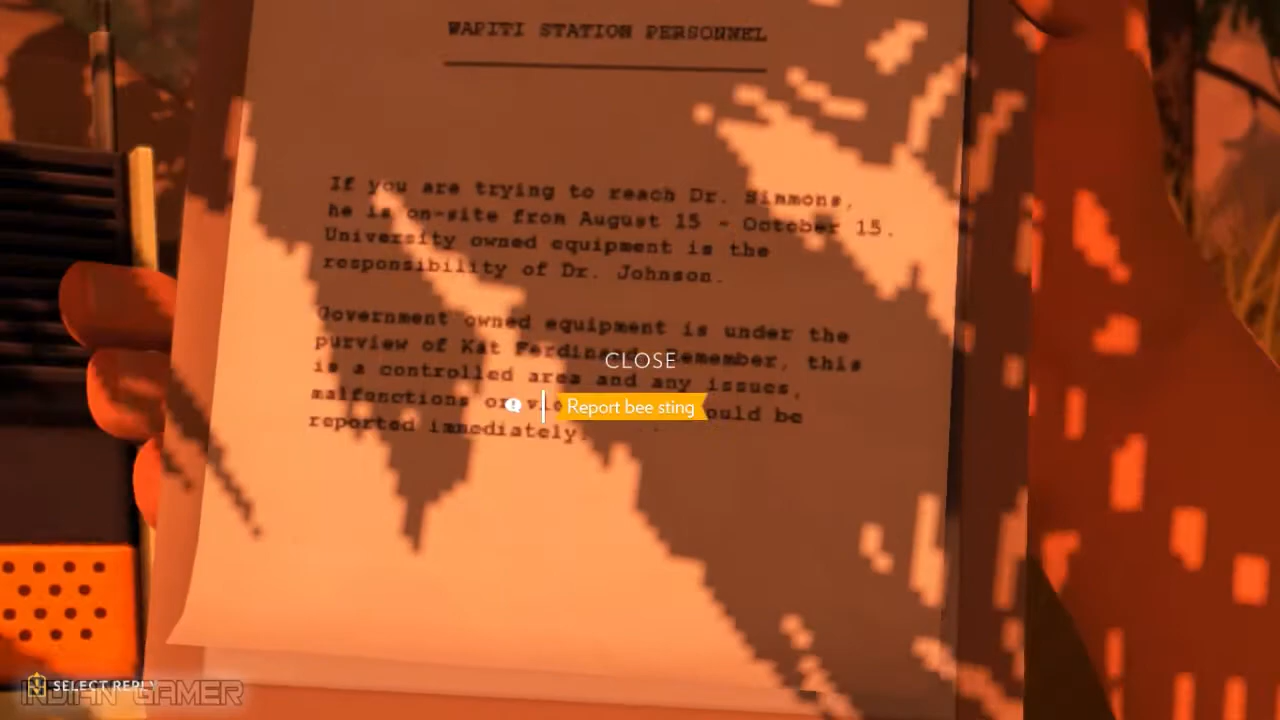 WAPITI STATION PERSONNEL
If you are trying to reach Dr. Simmons,
he is on-site from August 15 - October 15.
University owned equipment is the
responsibility of Dr. Johnson.
Government owned equipment is under the
purview of Kat Ferdinand. Remember, this
CLOSE
is a controlled area and any issues,
malfunctions or
Report bee sting
be
reported immediately.
SELECT REPLY
INDIAN GAMER